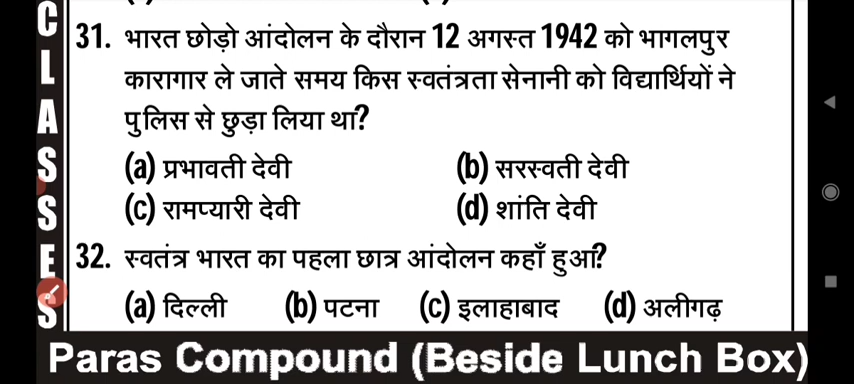 CLASSES
31. भारत छोड़ो आंदोलन के दौरान 12 अगस्त 1942 को भागलपुर
कारागार ले जाते समय किस स्वतंत्रता सेनानी को विद्यार्थियों ने
पुलिस से छुड़ा लिया था?
(a) प्रभावती देवी (b) सरस्वती देवी
(c) रामप्यारी देवी (d) शांति देवी
32. स्वतंत्र भारत का पहला छात्र आंदोलन कहाँ हुआ?
(a) दिल्ली (b) पटना (c) इलाहाबाद (d) अलीगढ़
Paras Compound (Beside Lunch Box)